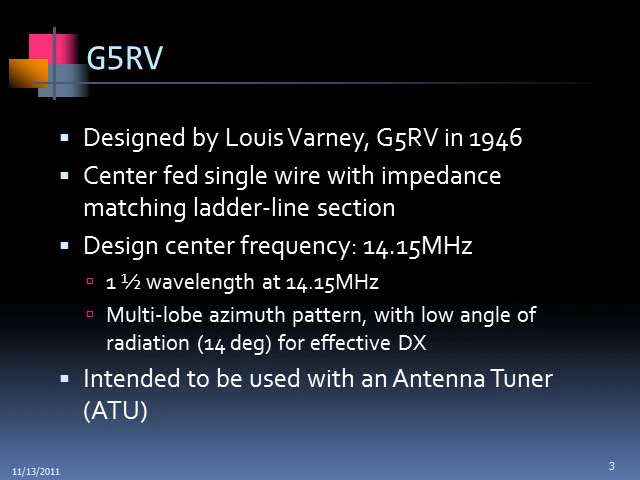 G5RV
Designed by Louis Varney, G5RV in 1946
Center fed single wire with impedance
matching ladder-line section
Design center frequency: 14.15MHz
1 ½ wavelength at 14.15MHz
Multi-lobe azimuth pattern, with low angle of
radiation (14 deg) for effective DX
Intended to be used with an Antenna Tuner
(ATU)
11/13/2011
3